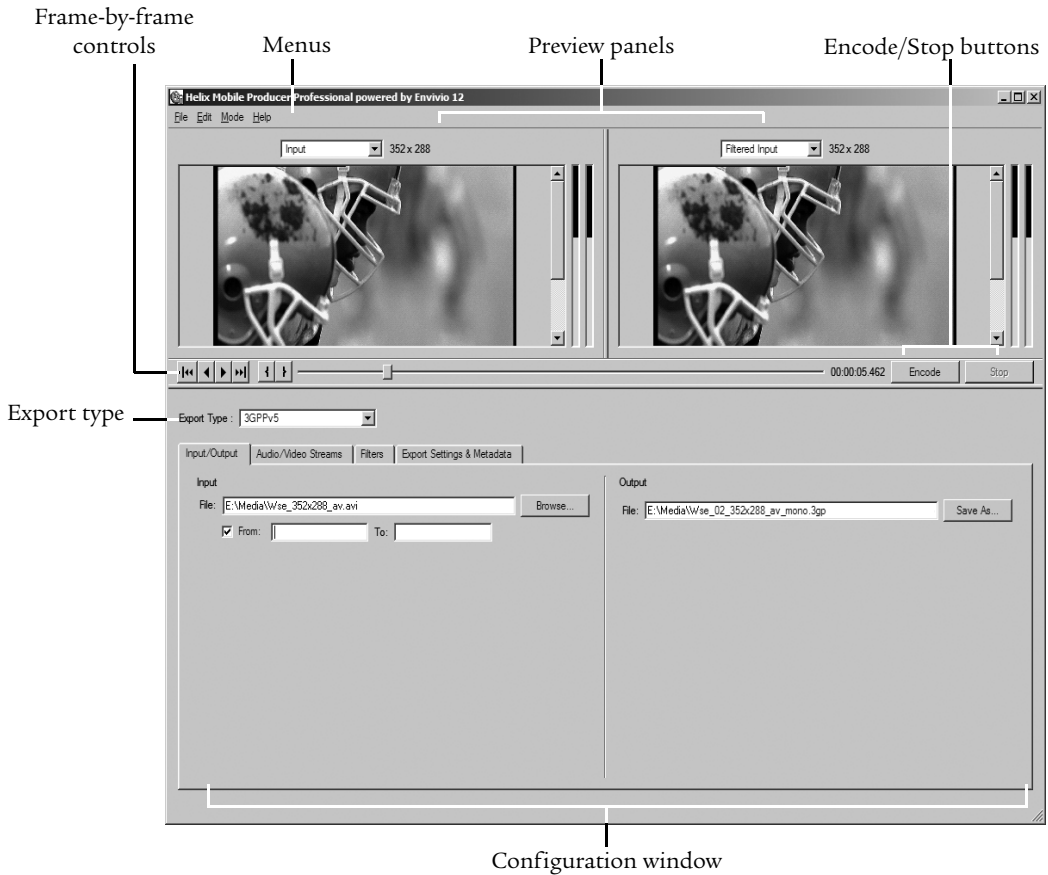 Frame-by-frame
controls
Menus
Preview panels
Encode/Stop buttons
Helix Mobile Producer Professional powered by Envivio 12
File Edit Mode Help
Input
352 x 288
Filtered Input
352 x 288
00:00:05.462
Encode
Stop
Export type
Export Type :
3GPPv5
Input/Output
Audio/Video Streams
Filters
Export Settings & Metadata
Input
File:
E:\Media\Wse_352x288_av.avi
Browse...
From:
To:
Output
File:
E:\Media\Wse_02_352x288_av_mono.3gp
Save As...
Configuration window